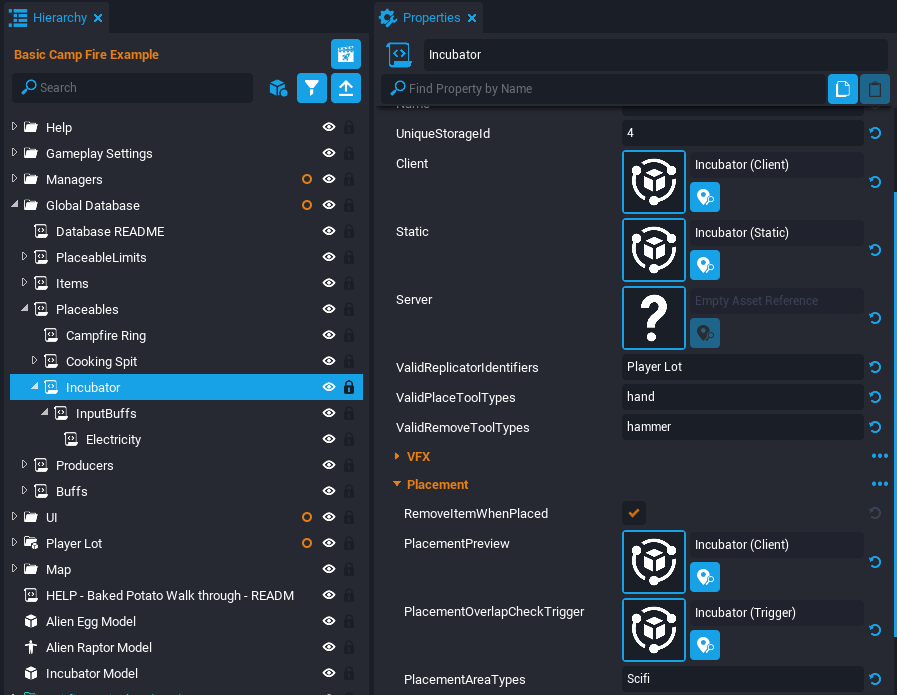 Hierarchy
Basic Camp Fire Example
Search
Help
Gameplay Settings
Managers
Global Database
Database README
PlaceableLimits
Items
Placeables
Campfire Ring
Cooking Spit
Incubator
InputBuffs
Electricity
Producers
Buffs
UI
Player Lot
Map
HELP - Baked Potato Walk through - READM
Alien Egg Model
Alien Raptor Model
Incubator Model
Properties
Incubator
Find Property by Name
Name
UniqueStorageId 4
Client Incubator (Client)
Static Incubator (Static)
Server Empty Asset Reference
ValidReplicatorIdentifiers Player Lot
ValidPlaceToolTypes hand
ValidRemoveToolTypes hammer
VFX
Placement
RemoveItemWhenPlaced
PlacementPreview Incubator (Client)
PlacementOverlapCheckTrigger Incubator (Trigger)
PlacementAreaTypes Scifi